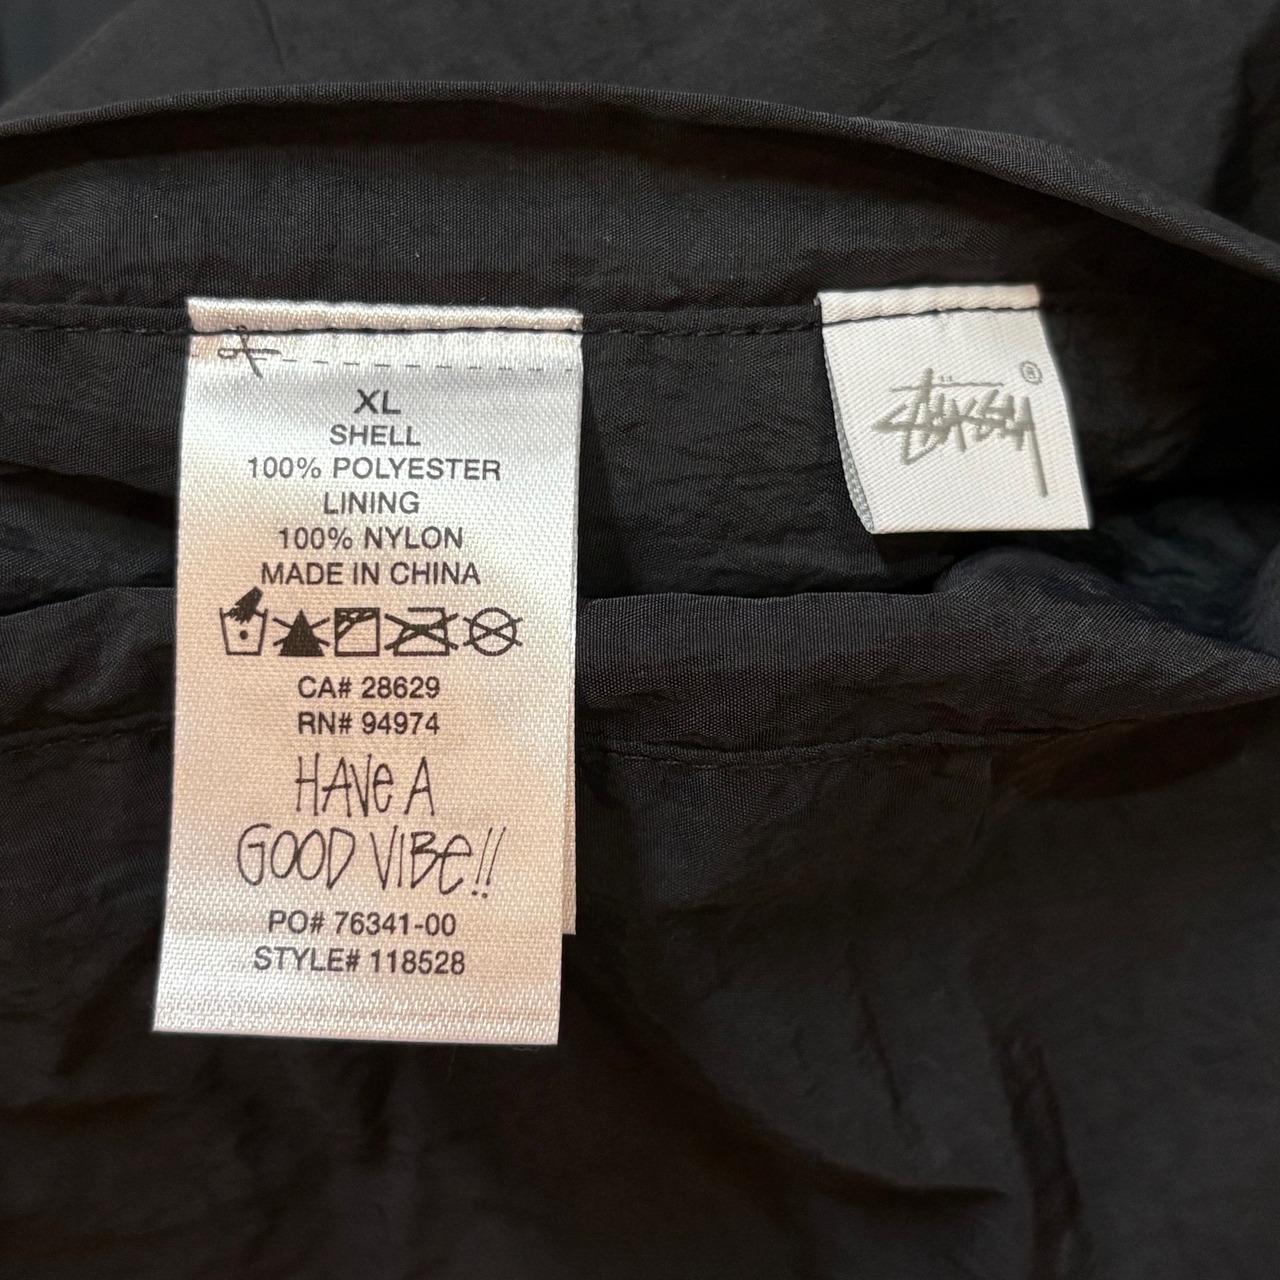 XL
SHELL
100% POLYESTER
LINING
100% NYLON
MADE IN CHINA
CA# 28629
RN# 94974
HAVE A
GOOD VIBE!!
PO# 76341-00
STYLE# 118528
STÜSSY ®